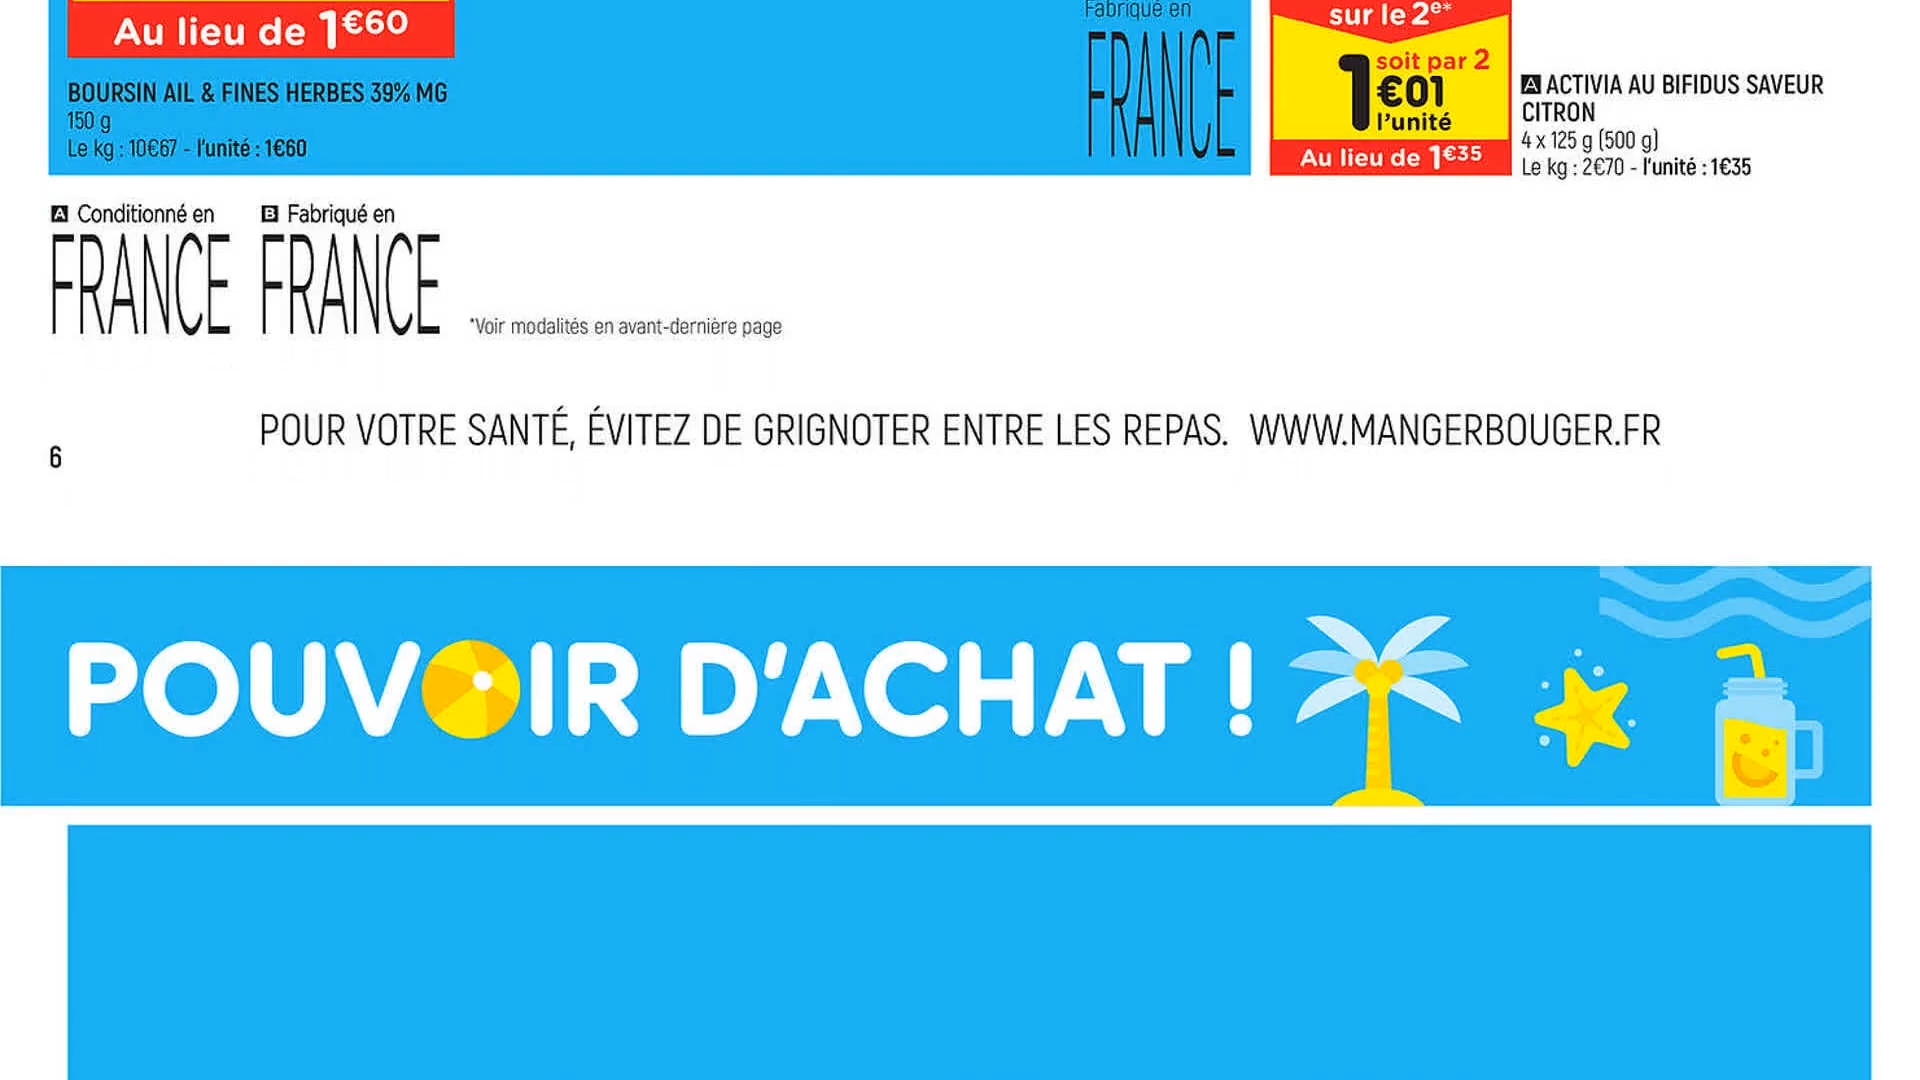 Au lieu de 1€60
BOURSIN AIL & FINES HERBES 39% MG
150 g
Le kg : 10€67 - l'unité : 1€60
Fabriqué en
FRANCE
sur le 2e*
soit par 2
1€01
l'unité
Au lieu de 1€35
A ACTIVIA AU BIFIDUS SAVEUR
CITRON
4 x 125 g (500 g)
Le kg : 2€70 - l'unité : 1€35
A Conditionné en
FRANCE
B Fabriqué en
FRANCE
*Voir modalités en avant-dernière page
POUR VOTRE SANTÉ, ÉVITEZ DE GRIGNOTER ENTRE LES REPAS. WWW.MANGERBOUGER.FR
6
POUVOIR D'ACHAT !